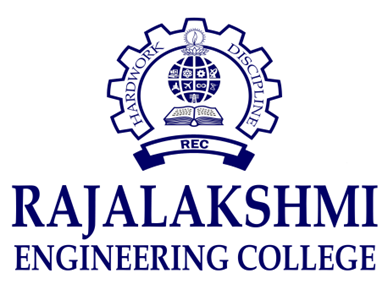 HARDWORK
DISCIPLINE
REC
RAJALAKSHMI
ENGINEERING COLLEGE